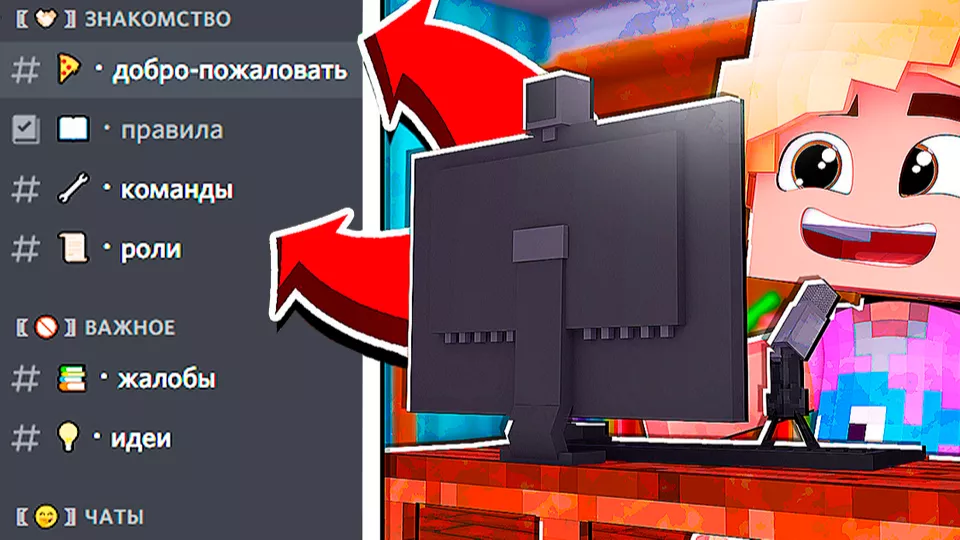 【🤝】ЗНАКОМСТВО
# 🍕・добро-пожаловать
📖・правила
# 🔧・команды
# 📜・роли
【🚫】ВАЖНОЕ
# 📚・жалобы
# 💡・идеи
【😋】ЧАТЫ